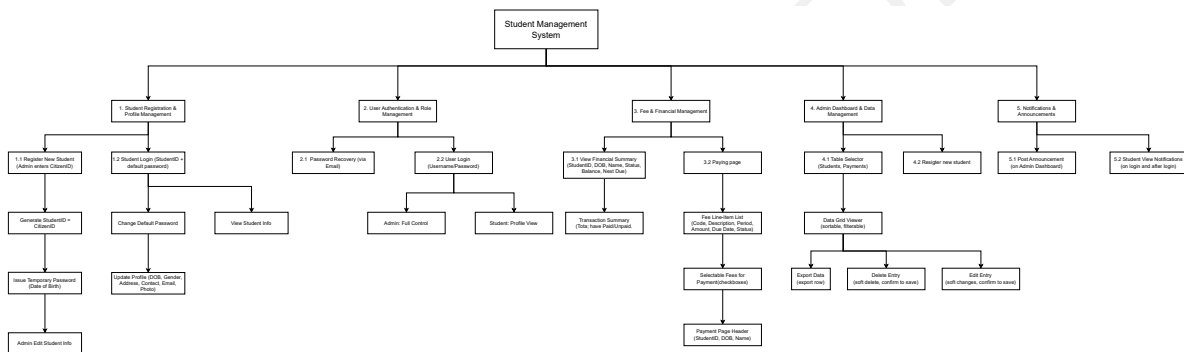 Student Management
System
1. Student Registration &
Profile Management
2. User Authentication & Role
Management
3. Fee & Financial Management
4. Admin Dashboard & Data
Management
5. Notifications &
Announcements
1.1 Register New Student
(Admin enters CitizenID)
1.2 Student Login (StudentID +
default password)
2.1 Password Recovery (via
Email)
2.2 User Login
(Username/Password)
3.1 View Financial Summary
(StudentID, DOB, Name, Status,
Balance, Next Due)
3.2 Paying page
4.1 Table Selector
(Students, Payments)
4.2 Resigter new student
5.1 Post Announcement
(on Admin Dashboard)
5.2 Student View Notifications
(on login and after login)
Generate StudentID =
CitizenID
Change Default Password
View Student Info
Admin: Full Control
Student: Profile View
Transaction Summary
(Tota; have Paid/Unpaid.
Fee Line-Item List
(Code, Description, Period,
Amount, Due Date, Status)
Data Grid Viewer
(sortable, filterable)
Issue Temporary Password
(Date of Birth)
Update Profile (DOB, Gender,
Address, Contact, Email,
Photo)
Selectable Fees for
Payment(checkboxes)
Export Data
(export row)
Delete Entry
(soft delete, confirm to save)
Edit Entry
(soft changes, confirm to save)
Admin Edit Student Info
Payment Page Header
(StudentID, DOB, Name)